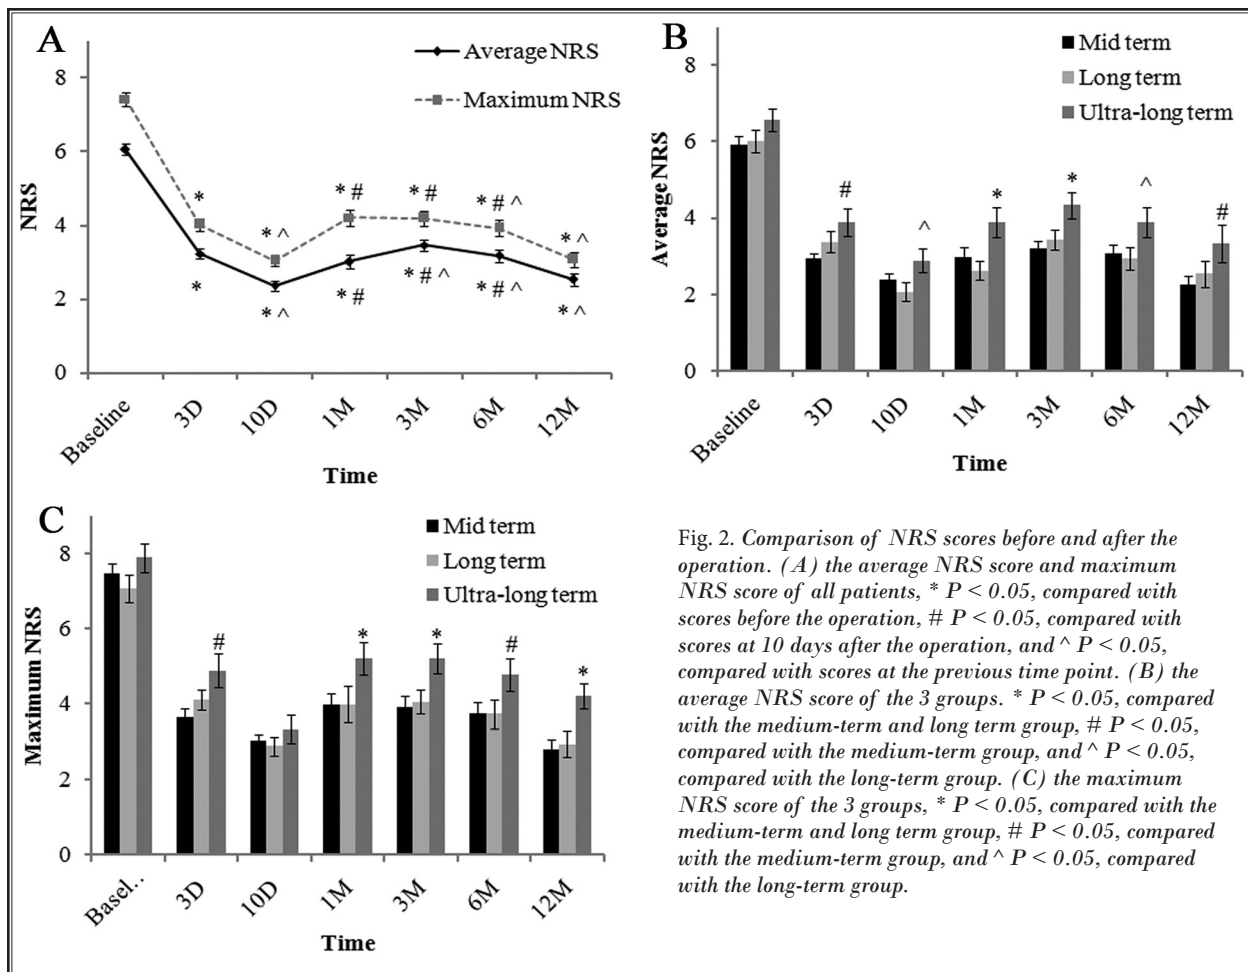 A
Average NRS
Maximum NRS
8
6
4
2
0
NRS
*
* ^
* #
* #
* # ^
* ^
*
* ^
* #
* # ^
* # ^
* ^
Baseline
3D
10D
1M
3M
6M
12M
Time
B
Mid term
Long term
Ultra-long term
8
6
4
2
0
Average NRS
#
^
*
*
^
#
Baseline
3D
10D
1M
3M
6M
12M
Time
C
Mid term
Long term
Ultra-long term
8
6
4
2
0
Maximum NRS
#
*
*
#
*
Basel..
3D
10D
1M
3M
6M
12M
Time
Fig. 2. Comparison of NRS scores before and after the
operation. (A) the average NRS score and maximum
NRS score of all patients, * P < 0.05, compared with
scores before the operation, # P < 0.05, compared with
scores at 10 days after the operation, and ^ P < 0.05,
compared with scores at the previous time point. (B) the
average NRS score of the 3 groups. * P < 0.05, compared
with the medium-term and long term group, # P < 0.05,
compared with the medium-term group, and ^ P < 0.05,
compared with the long-term group. (C) the maximum
NRS score of the 3 groups, * P < 0.05, compared with the
medium-term and long term group, # P < 0.05, compared
with the medium-term group, and ^ P < 0.05, compared
with the long-term group.